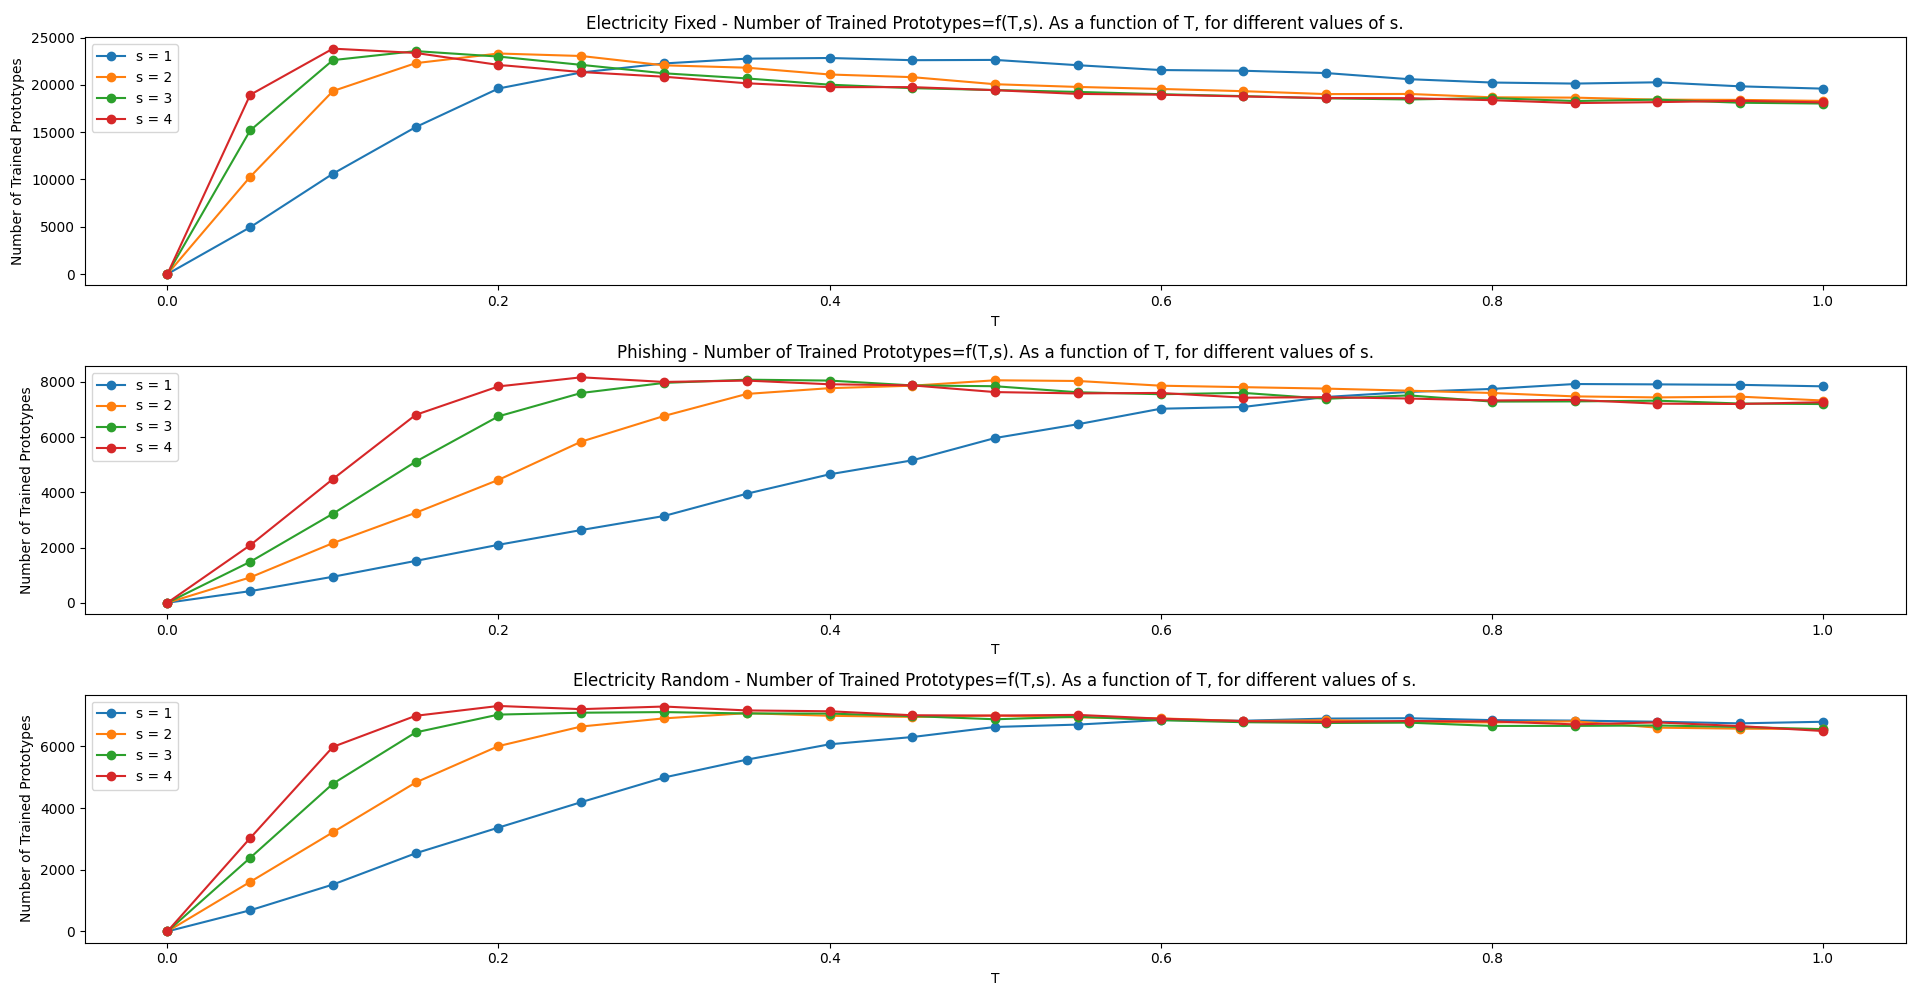 Electricity Fixed - Number of Trained Prototypes=f(T,s). As a function of T, for different values of s.
Number of Trained Prototypes
25000
20000
15000
10000
5000
0
s = 1
s = 2
s = 3
s = 4
0.0 0.2 0.4 0.6 0.8 1.0
T
Phishing - Number of Trained Prototypes=f(T,s). As a function of T, for different values of s.
Number of Trained Prototypes
8000
6000
4000
2000
0
s = 1
s = 2
s = 3
s = 4
0.0 0.2 0.4 0.6 0.8 1.0
T
Electricity Random - Number of Trained Prototypes=f(T,s). As a function of T, for different values of s.
Number of Trained Prototypes
6000
4000
2000
0
s = 1
s = 2
s = 3
s = 4
0.0 0.2 0.4 0.6 0.8 1.0
T